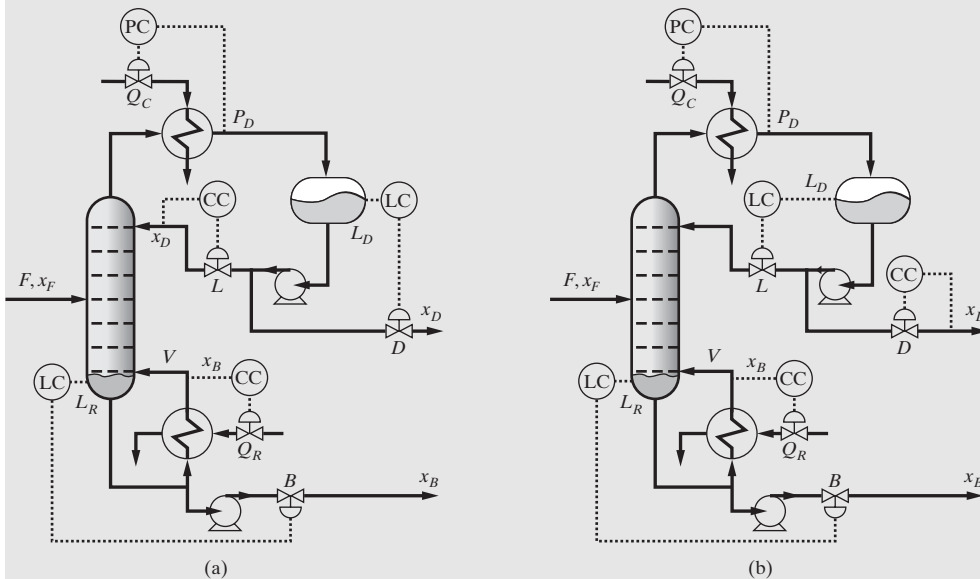 PC
Q_C
P_D
CC
LC
x_D
L_D
L
F, x_F
x_D
D
V
x_B
LC
CC
L_R
Q_R
B
x_B
(a)
PC
Q_C
P_D
L_D
LC
CC
L
F, x_F
D
V
x_B
LC
CC
L_R
Q_R
B
x_B
(b)